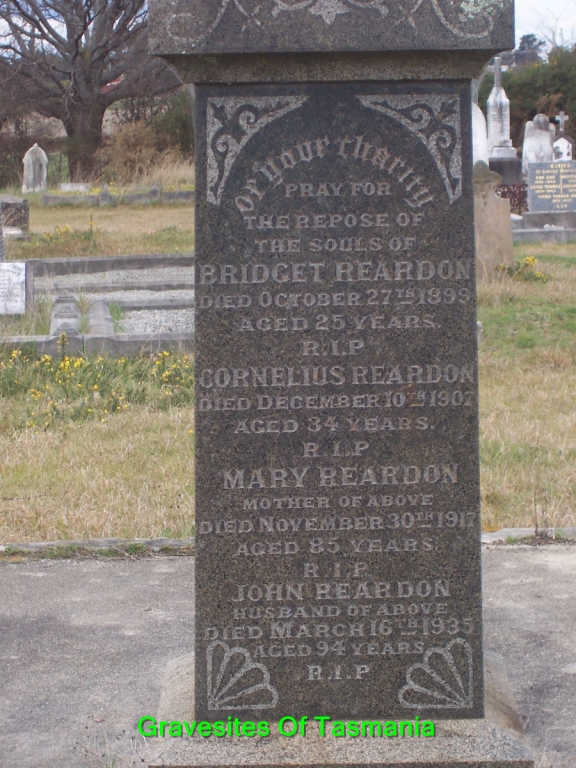 Of Your Charity
PRAY FOR
THE REPOSE OF
THE SOULS OF
BRIDGET REARDON
DIED OCTOBER 27TH 1899
AGED 25 YEARS.
R.I.P
CORNELIUS REARDON
DIED DECEMBER 10TH 1907
AGED 34 YEARS.
R.I.P
MARY REARDON
MOTHER OF ABOVE
DIED NOVEMBER 30TH 1917
AGED 85 YEARS
R.I.P
JOHN REARDON
HUSBAND OF ABOVE
DIED MARCH 16TH 1935
AGED 94 YEARS.
R.I.P
Gravesites Of Tasmania